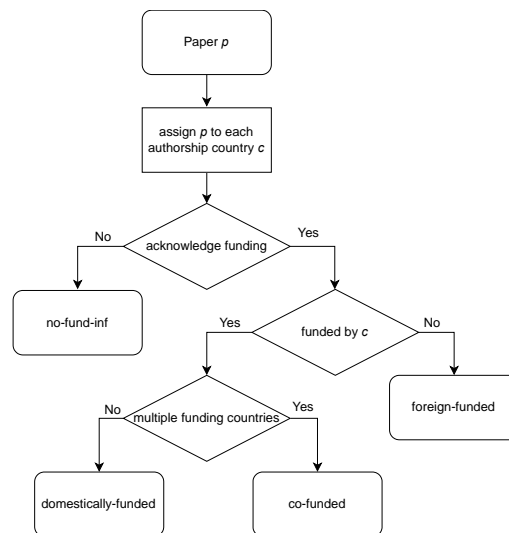 Paper p
assign p to each
authorship country c
No
Yes
acknowledge funding
no-fund-inf
Yes
funded by c
No
No
multiple funding countries
Yes
foreign-funded
domestically-funded
co-funded